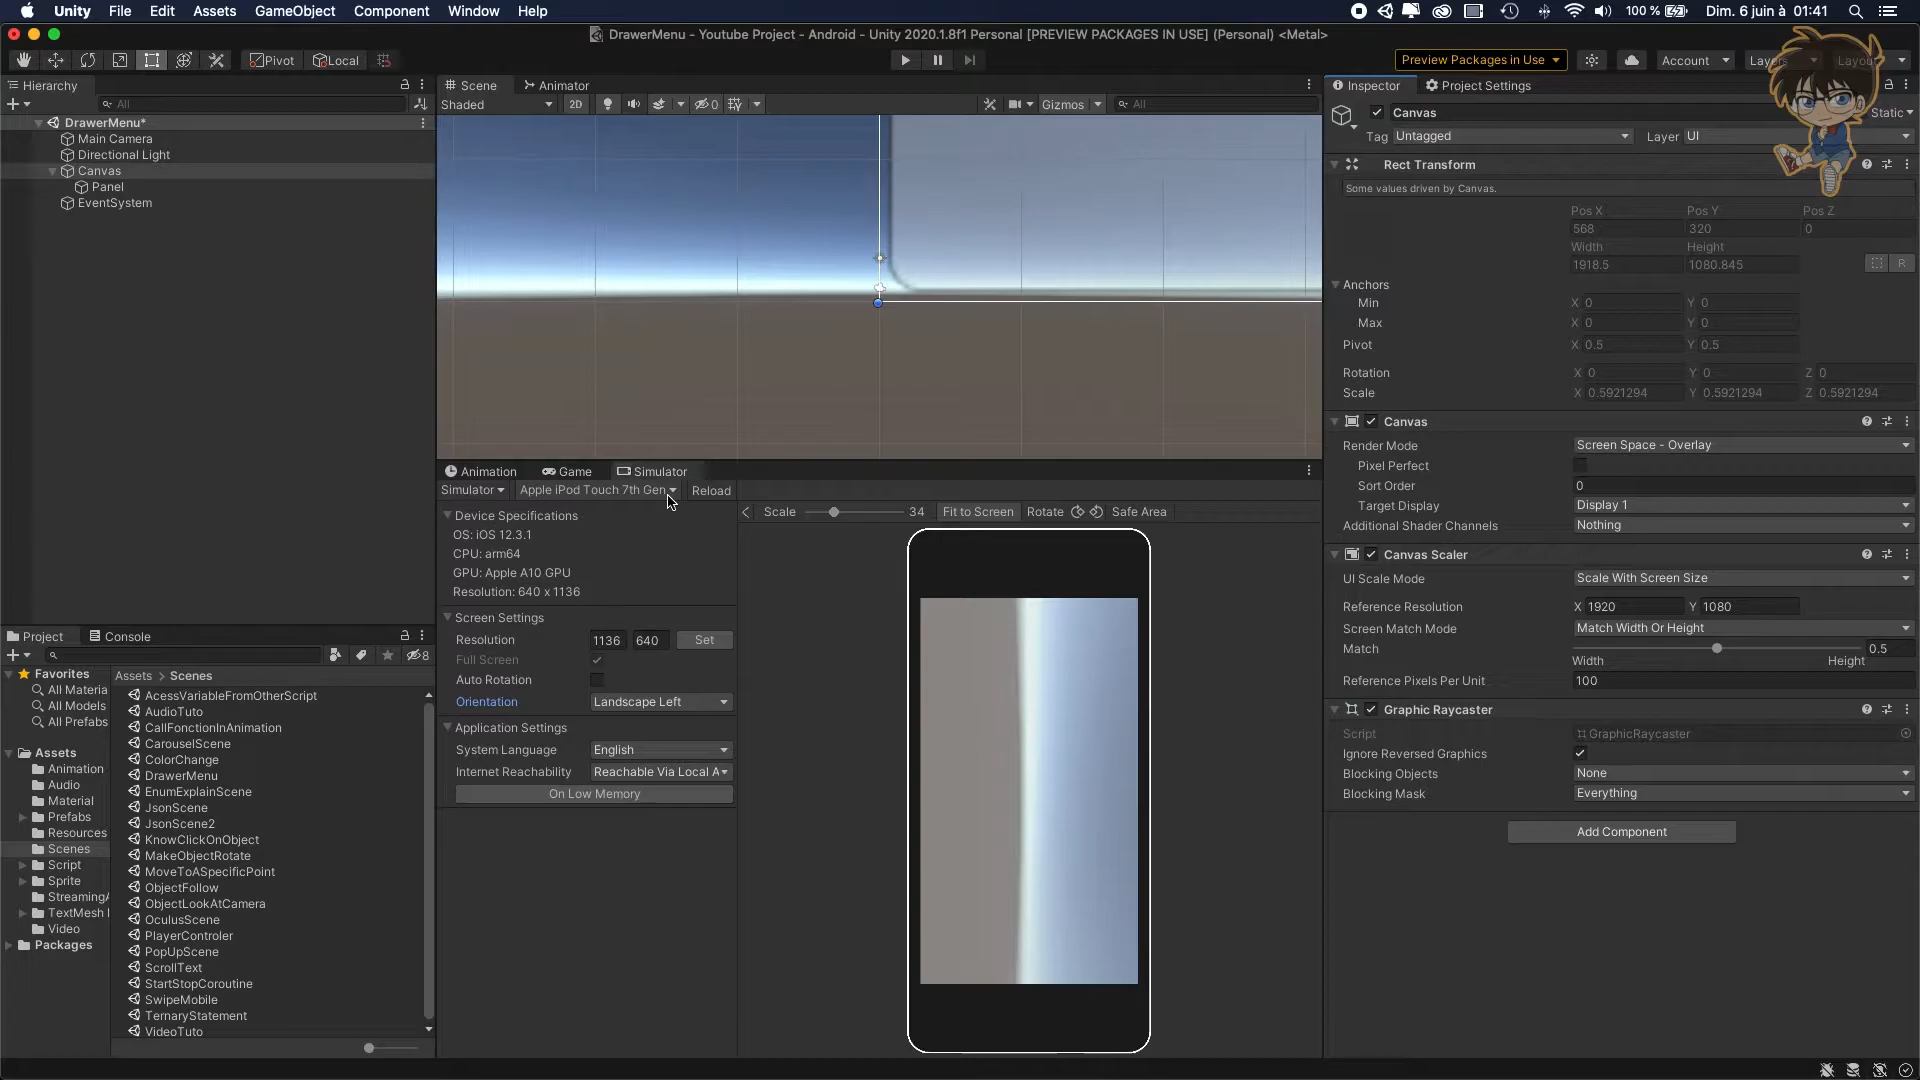 Unity File Edit Assets GameObject Component Window Help 100 % Dim. 6 juin à 01:41
DrawerMenu - Youtube Project - Android - Unity 2020.1.8f1 Personal [PREVIEW PACKAGES IN USE] (Personal) <Metal>
Pivot Local Preview Packages in Use Account
Hierarchy
All
DrawerMenu*
Main Camera
Directional Light
Canvas
Panel
EventSystem
Scene Animator
Shaded 2D 0 Gizmos All
Animation Game Simulator
Simulator Apple iPod Touch 7th Gen Reload
Scale 34 Fit to Screen Rotate Safe Area
Device Specifications
OS: iOS 12.3.1
CPU: arm64
GPU: Apple A10 GPU
Resolution: 640 x 1136
Screen Settings
Resolution 1136 640 Set
Full Screen
Auto Rotation
Orientation Landscape Left
Application Settings
System Language English
Internet Reachability Reachable Via Local A
On Low Memory
Project Console
8
Favorites
All Materia
All Models
All Prefabs
Assets
Animation
Audio
Material
Prefabs
Resources
Scenes
Script
Sprite
StreamingA
TextMesh
Video
Packages
Assets > Scenes
AcessVariableFromOtherScript
AudioTuto
CallFonctionInAnimation
CarouselScene
ColorChange
DrawerMenu
EnumExplainScene
JsonScene
JsonScene2
KnowClickOnObject
MakeObjectRotate
MoveToASpecificPoint
ObjectFollow
ObjectLookAtCamera
OculusScene
PlayerControler
PopUpScene
ScrollText
StartStopCoroutine
SwipeMobile
TernaryStatement
VideoTuto
Inspector Project Settings
Canvas Static
Tag Untagged Layer UI
Rect Transform
Some values driven by Canvas.
Pos X Pos Y Pos Z
568 320 0
Width Height
1918.5 1080.845 R
Anchors
Min X 0 Y 0
Max X 0 Y 0
Pivot X 0.5 Y 0.5
Rotation X 0 Y 0 Z 0
Scale X 0.5921294 Y 0.5921294 Z 0.5921294
Canvas
Render Mode Screen Space - Overlay
Pixel Perfect
Sort Order 0
Target Display Display 1
Additional Shader Channels Nothing
Canvas Scaler
UI Scale Mode Scale With Screen Size
Reference Resolution X 1920 Y 1080
Screen Match Mode Match Width Or Height
Match 0.5
Width Height
Reference Pixels Per Unit 100
Graphic Raycaster
Script GraphicRaycaster
Ignore Reversed Graphics
Blocking Objects None
Blocking Mask Everything
Add Component